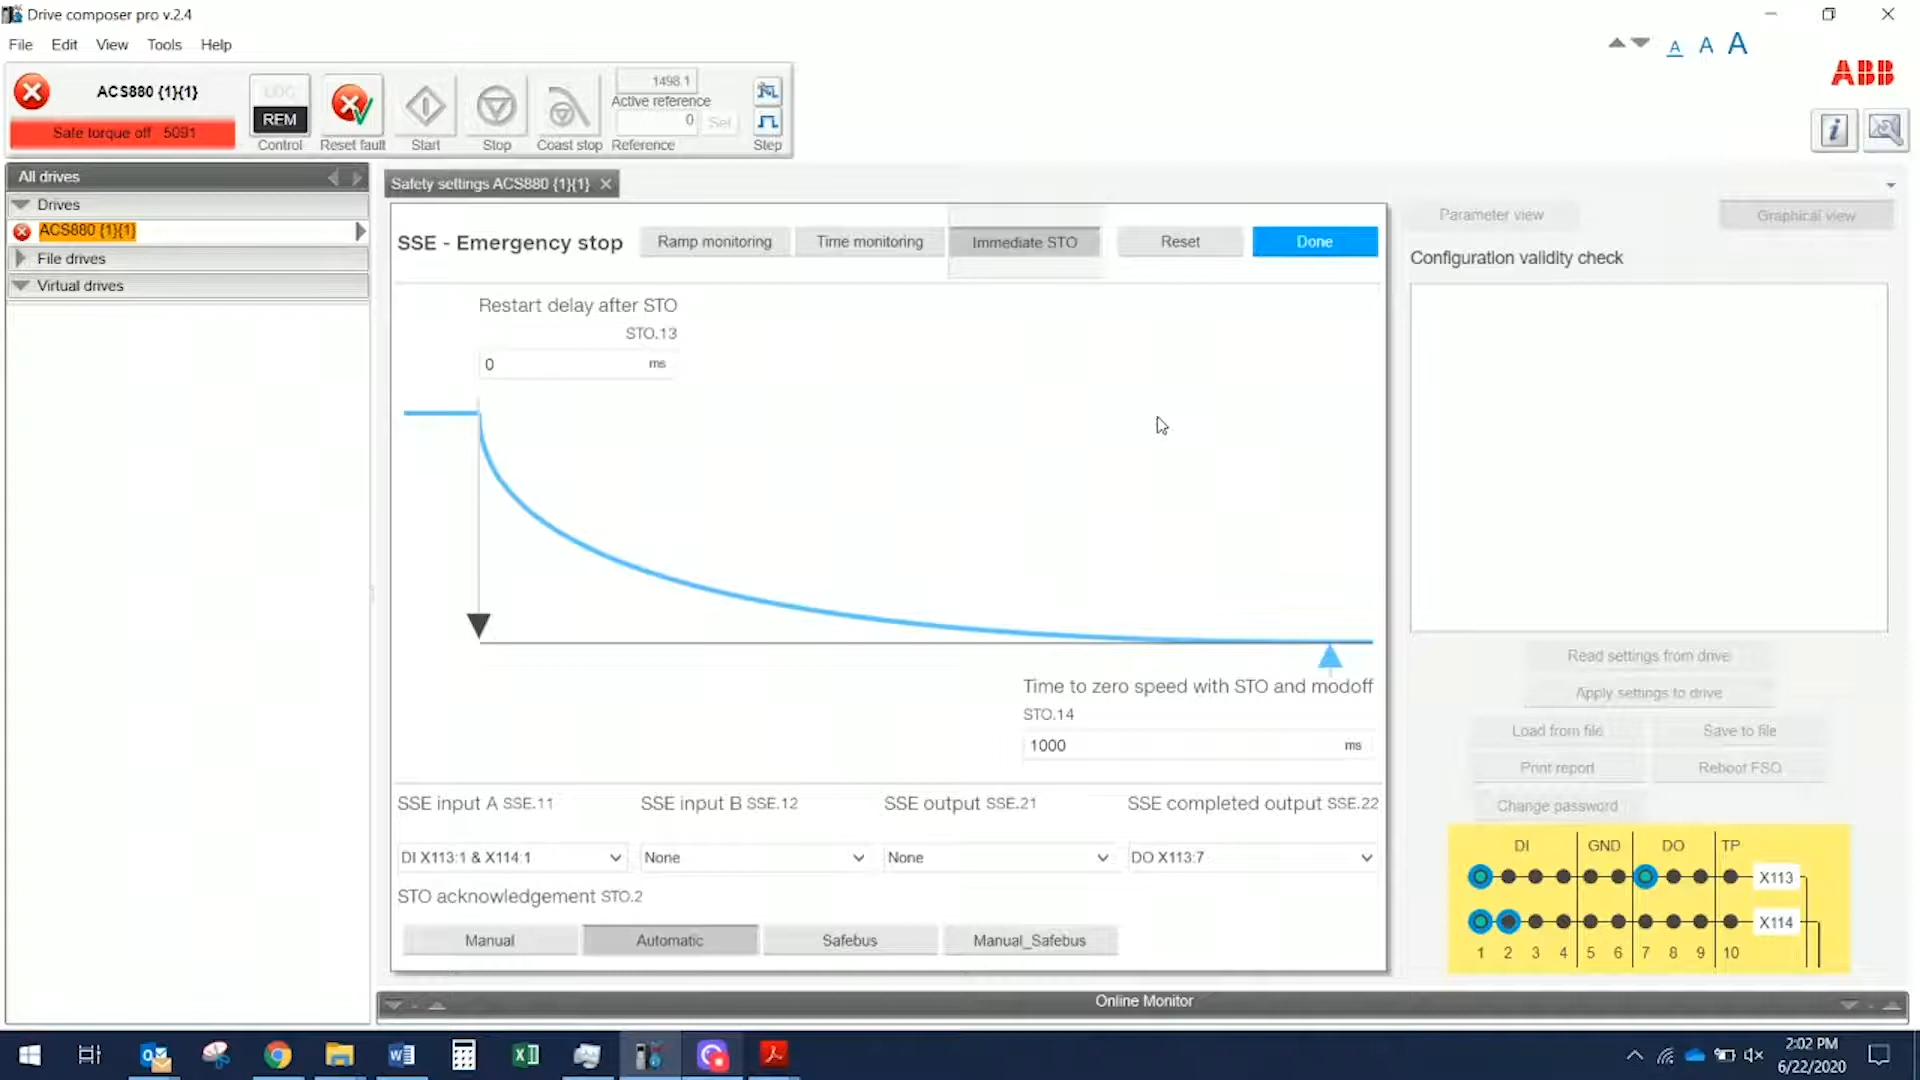 Drive composer pro v.2.4
File Edit View Tools Help
A A A
ABB
ACS880 {1}{1}
Safe torque off 5091
LOC
REM
Control
Reset fault
Start
Stop
Coast stop
1498.1
Active reference
0 Set
Reference
Step
All drives
Drives
ACS880 {1}{1}
File drives
Virtual drives
Safety settings ACS880 {1}{1}
SSE - Emergency stop
Ramp monitoring
Time monitoring
Immediate STO
Reset
Done
Restart delay after STO
STO.13
0 ms
Time to zero speed with STO and modoff
STO.14
1000 ms
SSE input A SSE.11
SSE input B SSE.12
SSE output SSE.21
SSE completed output SSE.22
DI X113:1 & X114:1
None
None
DO X113:7
STO acknowledgement STO.2
Manual
Automatic
Safebus
Manual_Safebus
Parameter view
Graphical view
Configuration validity check
Read settings from drive
Apply settings to drive
Load from file
Save to file
Print report
Reboot FSO
Change password
DI GND DO TP
X113
X114
1 2 3 4 5 6 7 8 9 10
Online Monitor
2:02 PM
6/22/2020